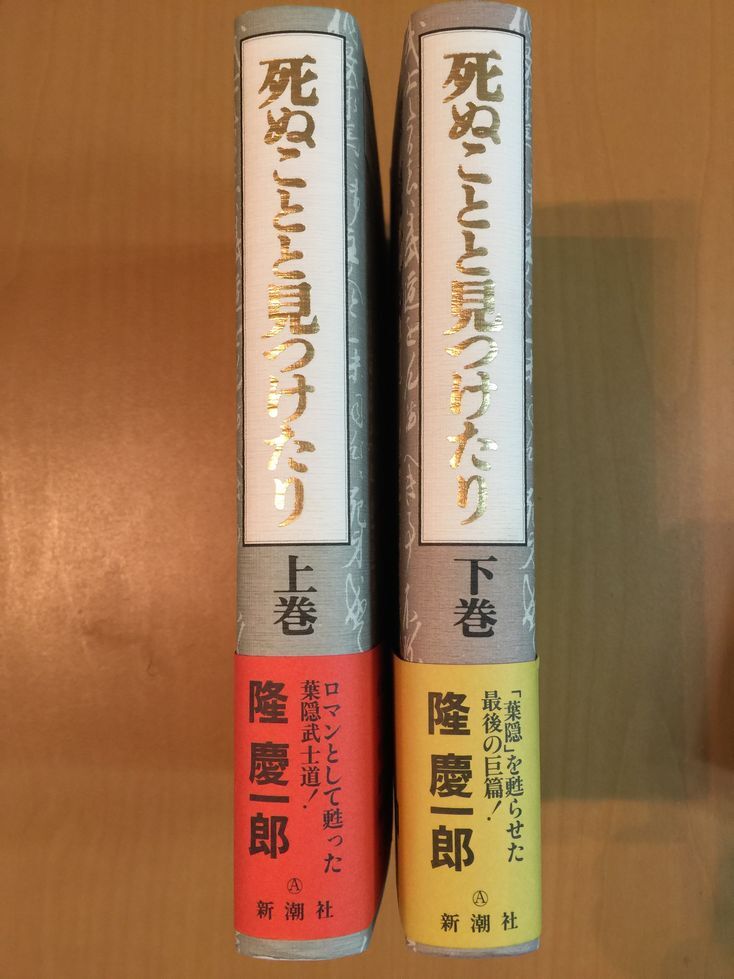 死ぬことと見つけたり
上巻
ロマンとして甦った
葉隠武士道！
隆 慶一郎
Ⓐ
新潮社
死ぬことと見つけたり
下巻
「葉隠」を甦らせた
最後の巨篇！
隆 慶一郎
Ⓐ
新潮社